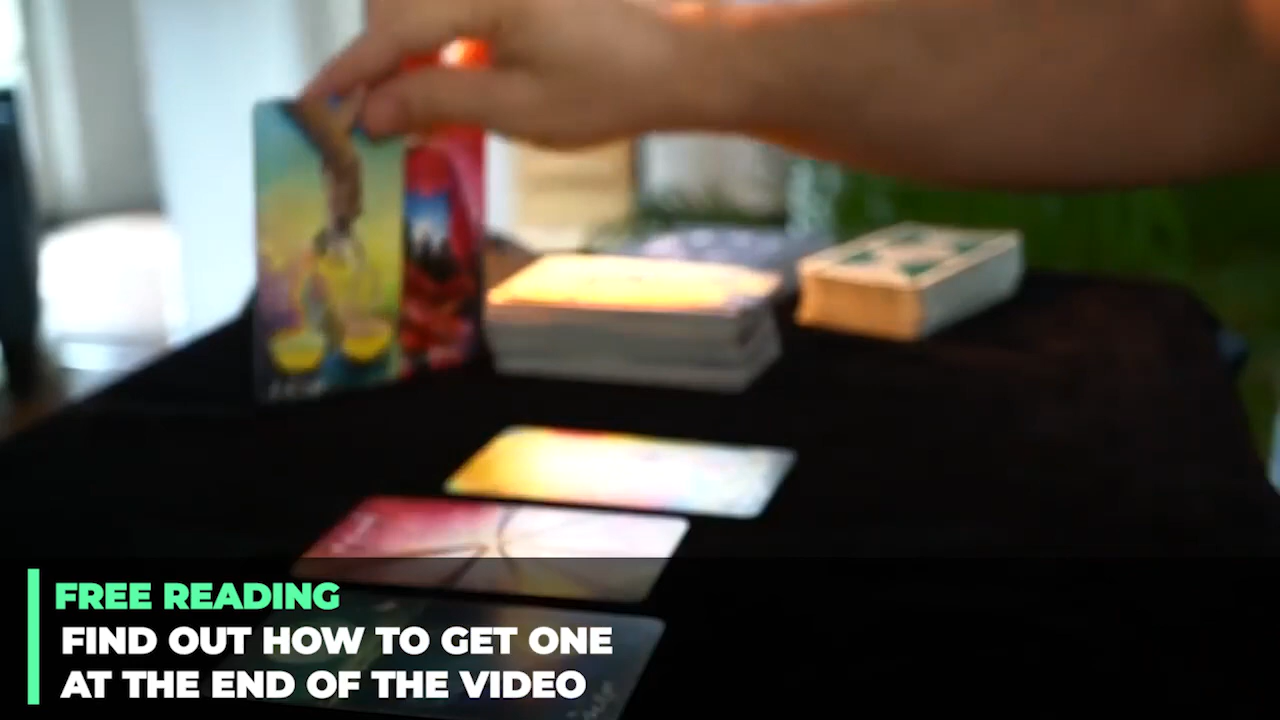 FREE READING
FIND OUT HOW TO GET ONE
AT THE END OF THE VIDEO